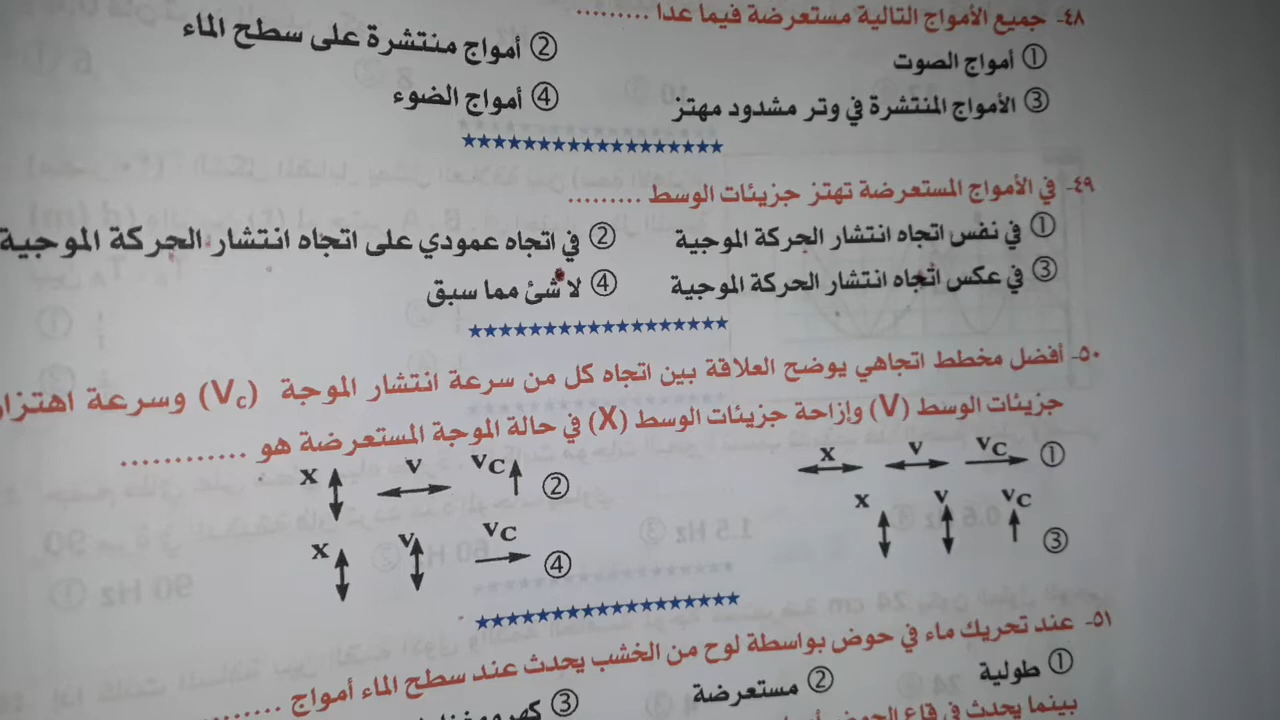 ٤٨- جميع الأمواج التالية مستعرضة فيما عدا .........
① أمواج الصوت ② أمواج منتشرة على سطح الماء
③ الأمواج المنتشرة في وتر مشدود مهتز ④ أمواج الضوء
★★★★★★★★★★★★★★★★★
٤٩- في الأمواج المستعرضة تهتز جزيئات الوسط .........
① في نفس اتجاه انتشار الحركة الموجية ② في اتجاه عمودي على اتجاه انتشار الحركة الموجية
③ في عكس اتجاه انتشار الحركة الموجية ④ لا شئ مما سبق
★★★★★★★★★★★★★★★★★
٥٠- أفضل مخطط اتجاهي يوضح العلاقة بين اتجاه كل من سرعة انتشار الموجة (Vc) وسرعة اهتزاز
جزيئات الوسط (V) وإزاحة جزيئات الوسط (X) في حالة الموجة المستعرضة هو ............
① vC v x ② vC v x
③ vC v x ④ vC v x
★★★★★★★★★★★★★★★★★
٥١- عند تحريك ماء في حوض بواسطة لوح من الخشب يحدث عند سطح الماء أمواج .........
① طولية ② مستعرضة ③
بينما يحدث في قاع الحوض